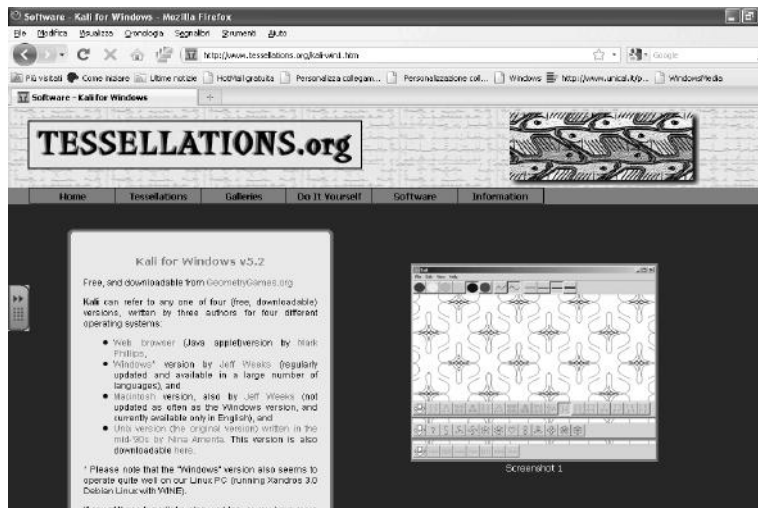 Software - Kali for Windows - Mozilla Firefox
File Modifica Visualizza Cronologia Segnalibri Strumenti Aiuto
http://www.tessellations.org/kali-win1.htm
Google
Più visitati Come iniziare Ultime notizie HotMail gratuita Personalizza collegam... Personalizzazione coll... Windows http://www.unical.it/p... WindowsMedia
Software - Kali for Windows
TESSELLATIONS.org
Home Tessellations Galleries Do It Yourself Software Information
Kali for Windows v5.2
Free, and downloadable from GeometryGames.org
Kali can refer to any one of four (free, downloadable)
versions, written by three authors for four different
operating systems:
Web browser (Java applet)version by Mark
Phillips,
Windows* version by Jeff Weeks (regularly
updated and available in a large number of
languages), and
Macintosh version, also by Jeff Weeks (not
updated as often as the Windows version, and
currently available only in English), and
Unix version (the original version) written in the
mid-'90s by Nina Amenta. This version is also
downloadable here.
* Please note that the "Windows" version also seems to
operate quite well on our Linux PC (running Xandros 3.0
Debian Linux with WINE).
Screenshot 1